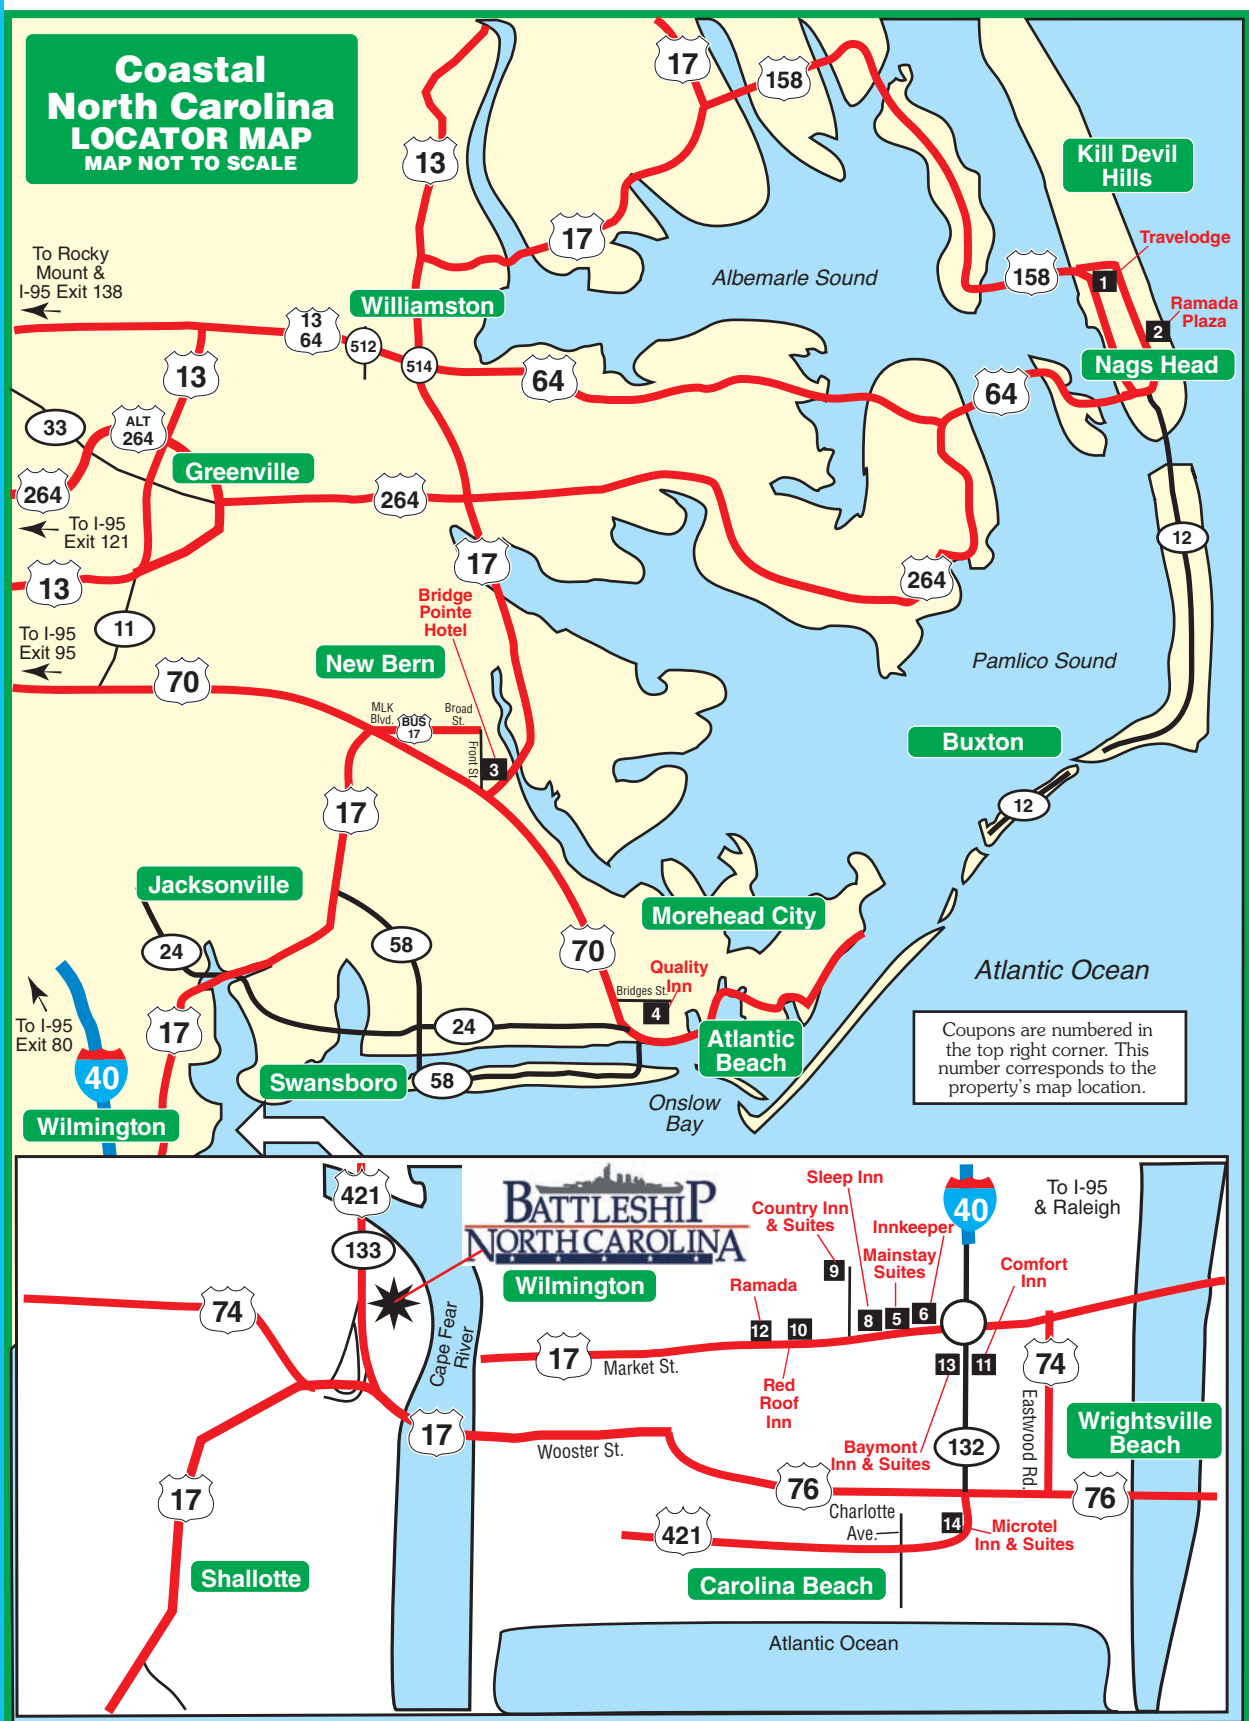 Coastal
North Carolina
LOCATOR MAP
MAP NOT TO SCALE
17
158
13
Kill Devil
Hills
17
Travelodge
To Rocky
Mount &
I-95 Exit 138
Albemarle Sound
158
1
Williamston
Ramada
Plaza
2
13
64
512
514
Nags Head
13
64
64
ALT
264
33
Greenville
264
264
To I-95
Exit 121
12
17
13
264
Bridge
Pointe
Hotel
11
To I-95
Exit 95
New Bern
Pamlico Sound
70
MLK
Blvd.
BUS
17
Broad
St.
Front St.
3
Buxton
17
12
Jacksonville
Morehead City
24
58
70
Quality
Inn
Atlantic Ocean
Bridges St.
4
To I-95
Exit 80
17
24
Atlantic
Beach
Coupons are numbered in
the top right corner. This
number corresponds to the
property's map location.
40
Swansboro
58
Onslow
Bay
Wilmington
421
BATTLESHIP
NORTH CAROLINA
Sleep Inn
40
To I-95
& Raleigh
Country Inn
& Suites
Innkeeper
133
Mainstay
Suites
9
Comfort
Inn
Wilmington
Ramada
74
Cape Fear
River
12
10
8
5
6
17
Market St.
13
11
74
Red
Roof
Inn
Eastwood Rd.
Wrightsville
Beach
17
Wooster St.
Baymont
Inn & Suites
132
17
76
76
Charlotte
Ave.
421
14
Microtel
Inn & Suites
Shallotte
Carolina Beach
Atlantic Ocean